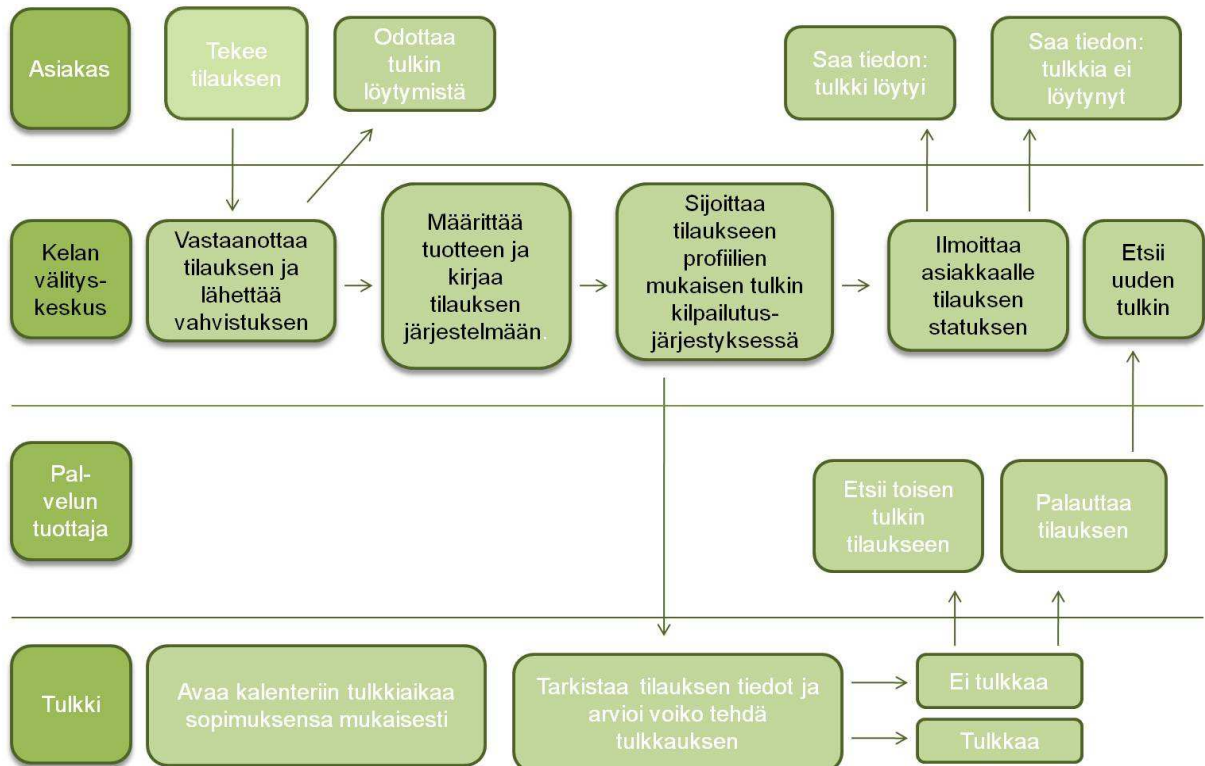 Asiakas
Tekee
tilauksen
Odottaa
tulkin
löytymistä
Saa tiedon:
tulkki löytyi
Saa tiedon:
tulkkia ei
löytynyt
Kelan
välitys-
keskus
Vastaanottaa
tilauksen ja
lähettää
vahvistuksen
Määrittää
tuotteen ja
kirjaa
tilauksen
järjestelmään.
Sijoittaa
tilaukseen
profiilien
mukaisen tulkin
kilpailutus-
järjestyksessä
Ilmoittaa
asiakkaalle
tilauksen
statuksen
Etsii
uuden
tulkin
Pal-
velun
tuottaja
Etsii toisen
tulkin
tilaukseen
Palauttaa
tilauksen
Tulkki
Avaa kalenteriin tulkkiaikaa
sopimuksensa mukaisesti
Tarkistaa tilauksen tiedot ja
arvioi voiko tehdä
tulkkauksen
Ei tulkkaa
Tulkkaa